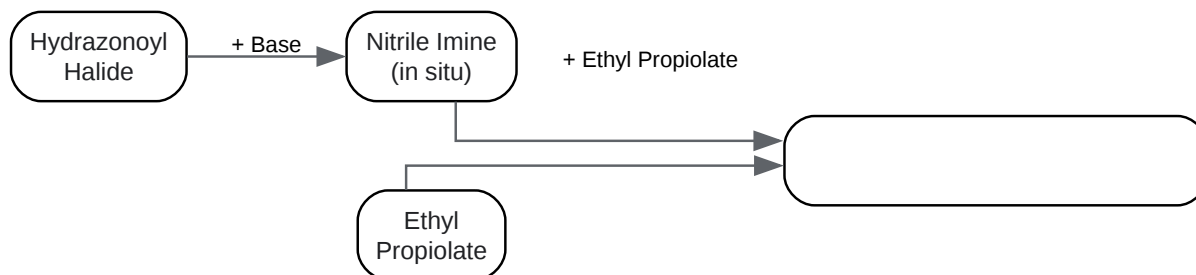 Hydrazonoyl
Halide
+ Base
Nitrile Imine
(in situ)
+ Ethyl Propiolate
Ethyl
Propiolate